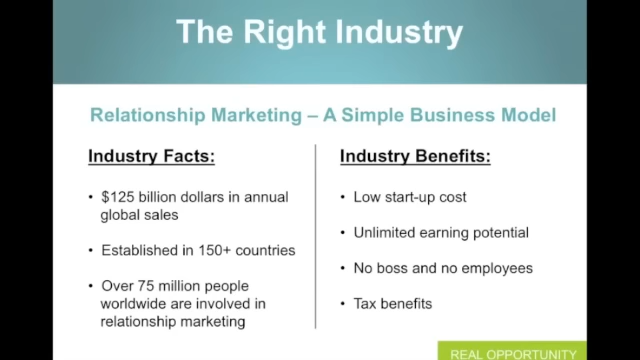 The Right Industry
Relationship Marketing – A Simple Business Model
Industry Facts:
• $125 billion dollars in annual
global sales
• Established in 150+ countries
• Over 75 million people
worldwide are involved in
relationship marketing
Industry Benefits:
• Low start-up cost
• Unlimited earning potential
• No boss and no employees
• Tax benefits
REAL OPPORTUNITY